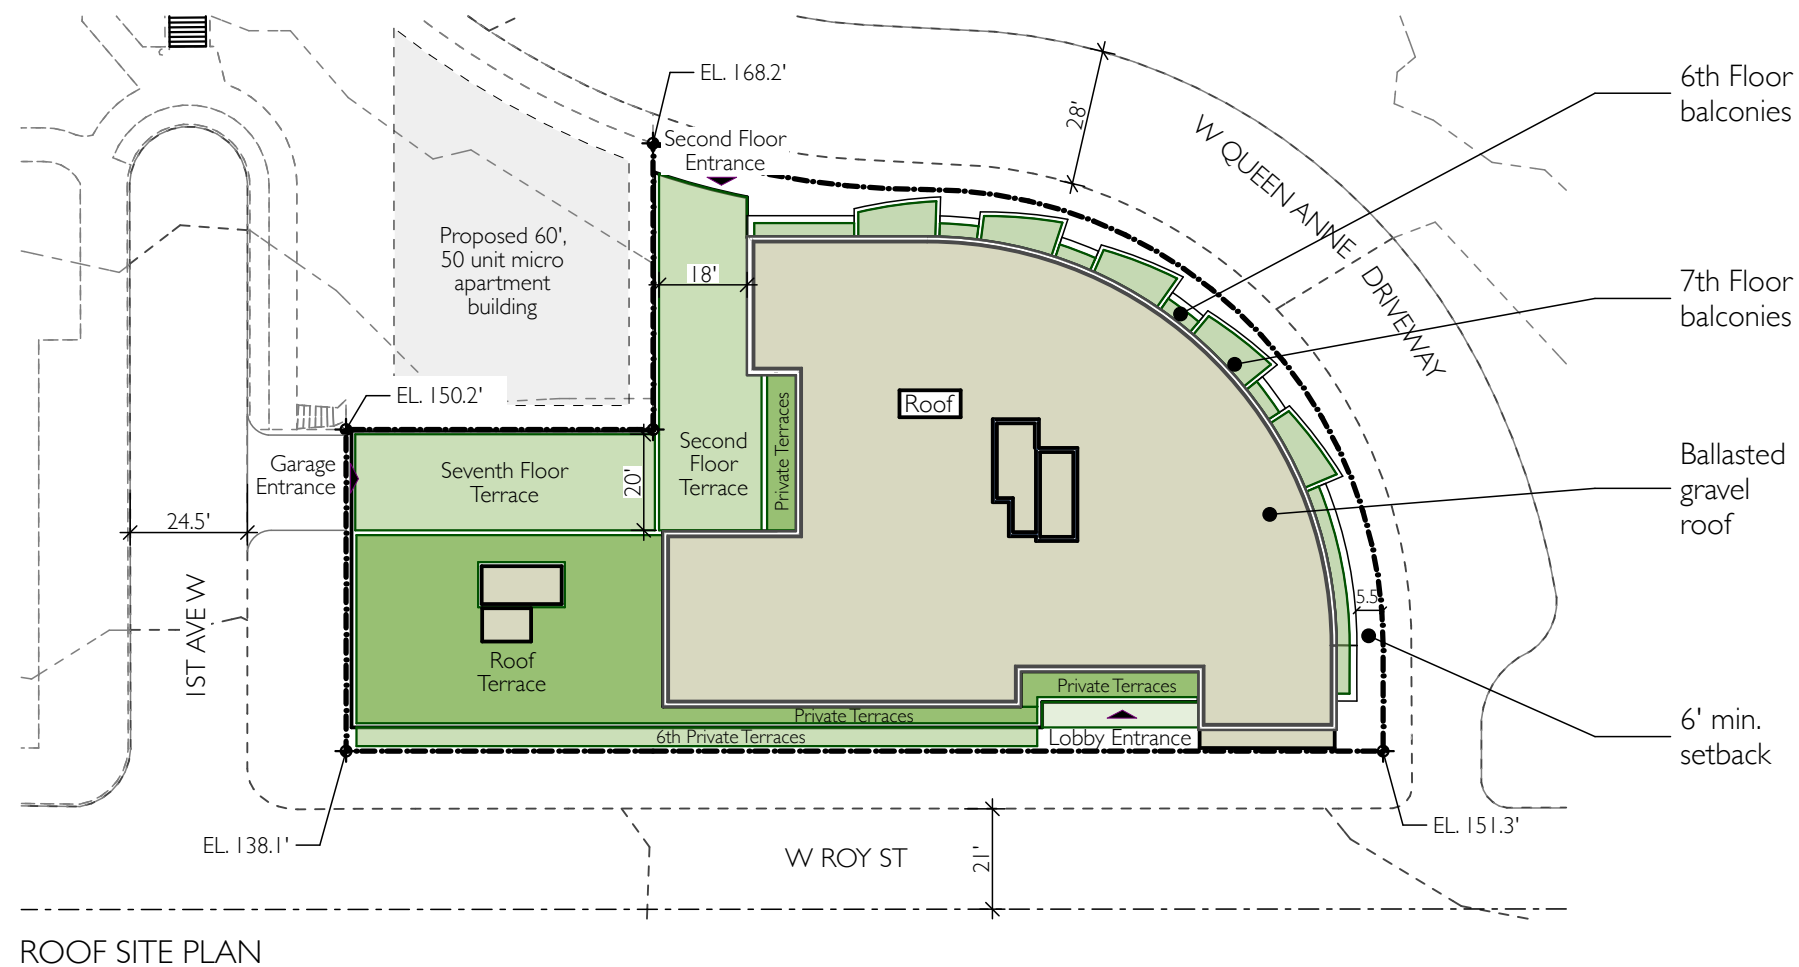 EL. 168.2'
Second Floor
Entrance
28'
W QUEEN ANINE DRIVEWAY
6th Floor
balconies
7th Floor
balconies
Ballasted
gravel
roof
6' min.
setback
Proposed 60',
50 unit micro
apartment
building
18'
EL. 150.2'
Garage
Entrance
Seventh Floor
Terrace
20'
Second
Floor
Terrace
Private Terraces
Roof
24.5'
1ST AVE W
Roof
Terrace
5.5'
Private Terraces
Private Terraces
6th Private Terraces
Lobby Entrance
EL. 138.1'
EL. 151.3'
W ROY ST
21'
ROOF SITE PLAN